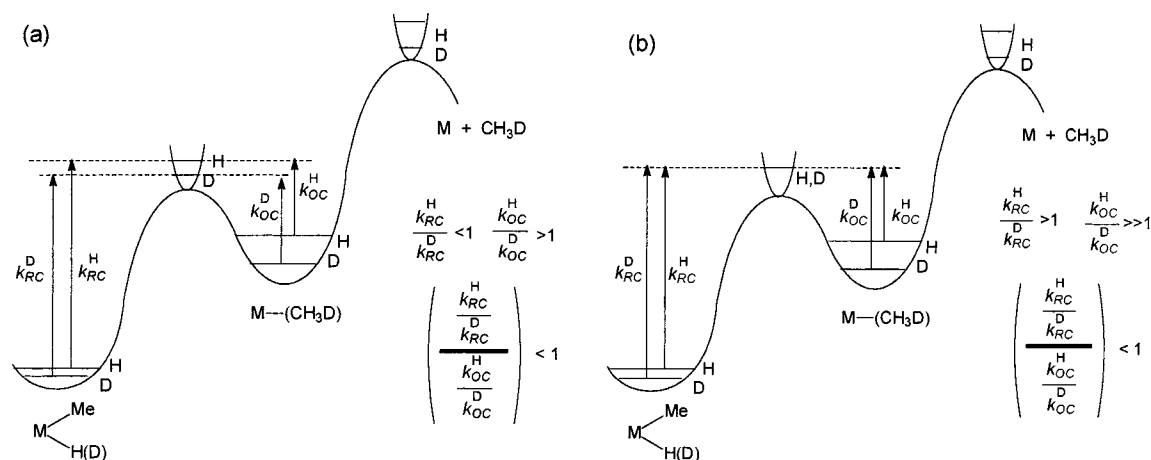 (a)
H
D
M + CH₃D
H
D
k_OC^H
k_OC^D
k_RC^D
k_RC^H
H
D
M----(CH₃D)
k_RC^H / k_RC^D <1 k_OC^H / k_OC^D >1
( (k_RC^H / k_RC^D) / (k_OC^H / k_OC^D) ) < 1
H
D
Me
M
H(D)
(b)
H
D
M + CH₃D
H,D
k_OC^D k_OC^H
k_RC^D
k_RC^H
H
D
M—(CH₃D)
k_RC^H / k_RC^D >1 k_OC^H / k_OC^D >>1
( (k_RC^H / k_RC^D) / (k_OC^H / k_OC^D) ) < 1
H
D
Me
M
H(D)